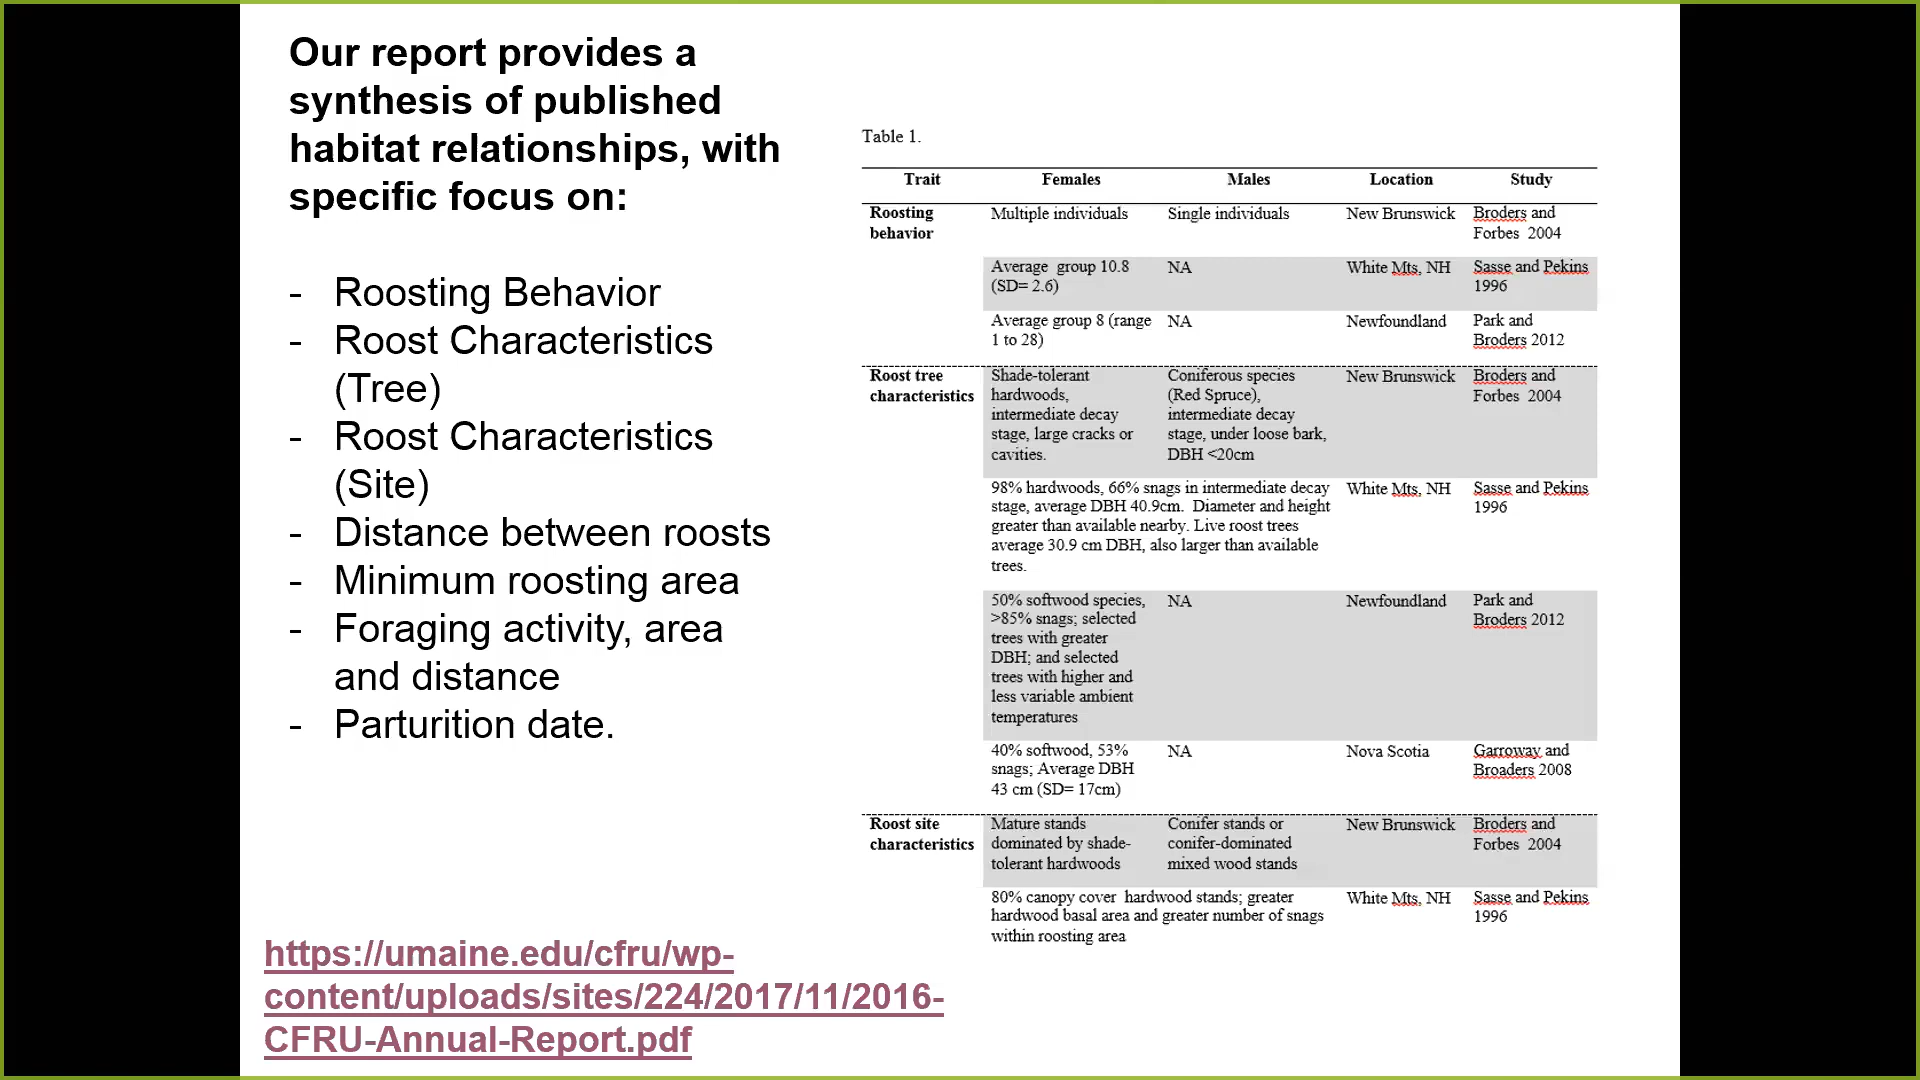 Our report provides a
synthesis of published
habitat relationships, with
specific focus on:
- Roosting Behavior
- Roost Characteristics
(Tree)
- Roost Characteristics
(Site)
- Distance between roosts
- Minimum roosting area
- Foraging activity, area
and distance
- Parturition date.
https://umaine.edu/cfru/wp-
content/uploads/sites/224/2017/11/2016-
CFRU-Annual-Report.pdf
Table 1.
Trait Females Males Location Study
Roosting Multiple individuals Single individuals New Brunswick Broders and
behavior Forbes 2004
Average group 10.8 NA White Mts, NH Sasse and Pekins
(SD= 2.6) 1996
Average group 8 (range NA Newfoundland Park and
1 to 28) Broders 2012
Roost tree Shade-tolerant Coniferous species New Brunswick Broders and
characteristics hardwoods, (Red Spruce), Forbes 2004
intermediate decay intermediate decay
stage, large cracks or stage, under loose bark,
cavities. DBH <20cm
98% hardwoods, 66% snags in intermediate decay White Mts, NH Sasse and Pekins
stage, average DBH 40.9cm. Diameter and height 1996
greater than available nearby. Live roost trees
average 30.9 cm DBH, also larger than available
trees.
50% softwood species, NA Newfoundland Park and
>85% snags; selected Broders 2012
trees with greater
DBH; and selected
trees with higher and
less variable ambient
temperatures
40% softwood, 53% NA Nova Scotia Garroway and
snags; Average DBH Broaders 2008
43 cm (SD= 17cm)
Roost site Mature stands Conifer stands or New Brunswick Broders and
characteristics dominated by shade- conifer-dominated Forbes 2004
tolerant hardwoods mixed wood stands
80% canopy cover hardwood stands; greater White Mts, NH Sasse and Pekins
hardwood basal area and greater number of snags 1996
within roosting area